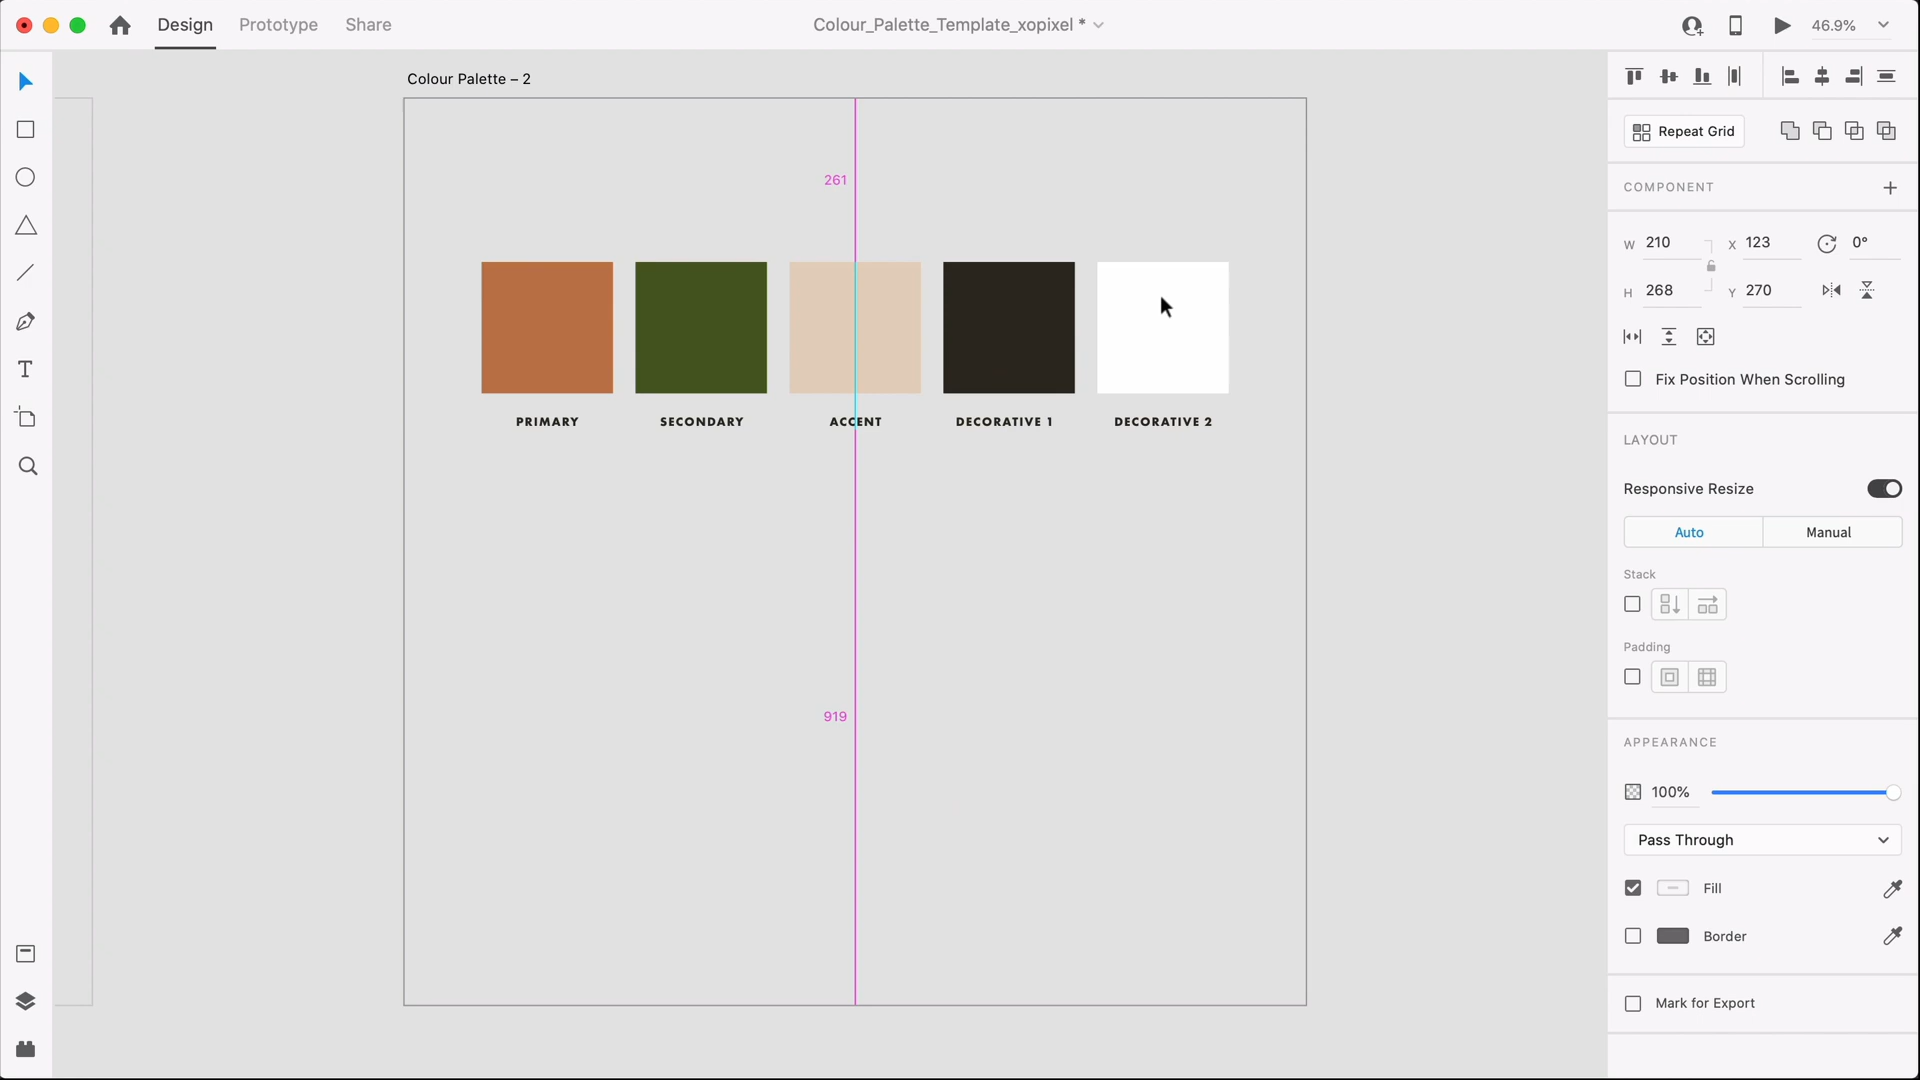 Design Prototype Share
Colour_Palette_Template_xopixel *
46.9%
Colour Palette – 2
Repeat Grid
COMPONENT
W 210 X 123 0°
H 268 Y 270
Fix Position When Scrolling
LAYOUT
Responsive Resize
Auto Manual
Stack
Padding
APPEARANCE
100%
Pass Through
Fill
Border
Mark for Export
261
PRIMARY SECONDARY ACCENT DECORATIVE 1 DECORATIVE 2
919